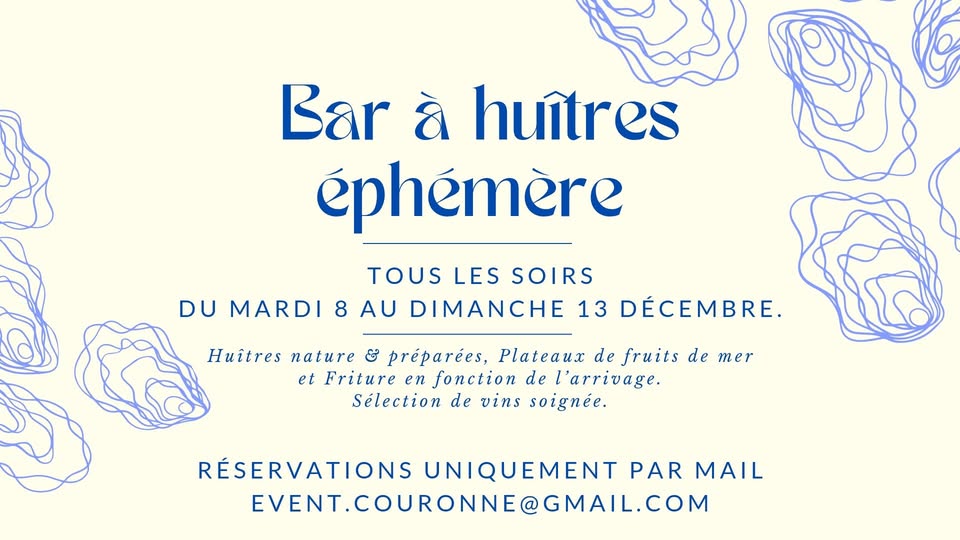 Bar à huîtres
éphémère
TOUS LES SOIRS
DU MARDI 8 AU DIMANCHE 13 DÉCEMBRE.
Huîtres nature & préparées, Plateaux de fruits de mer
et Friture en fonction de l'arrivage.
Sélection de vins soignée.
RÉSERVATIONS UNIQUEMENT PAR MAIL
EVENT.COURONNE@GMAIL.COM